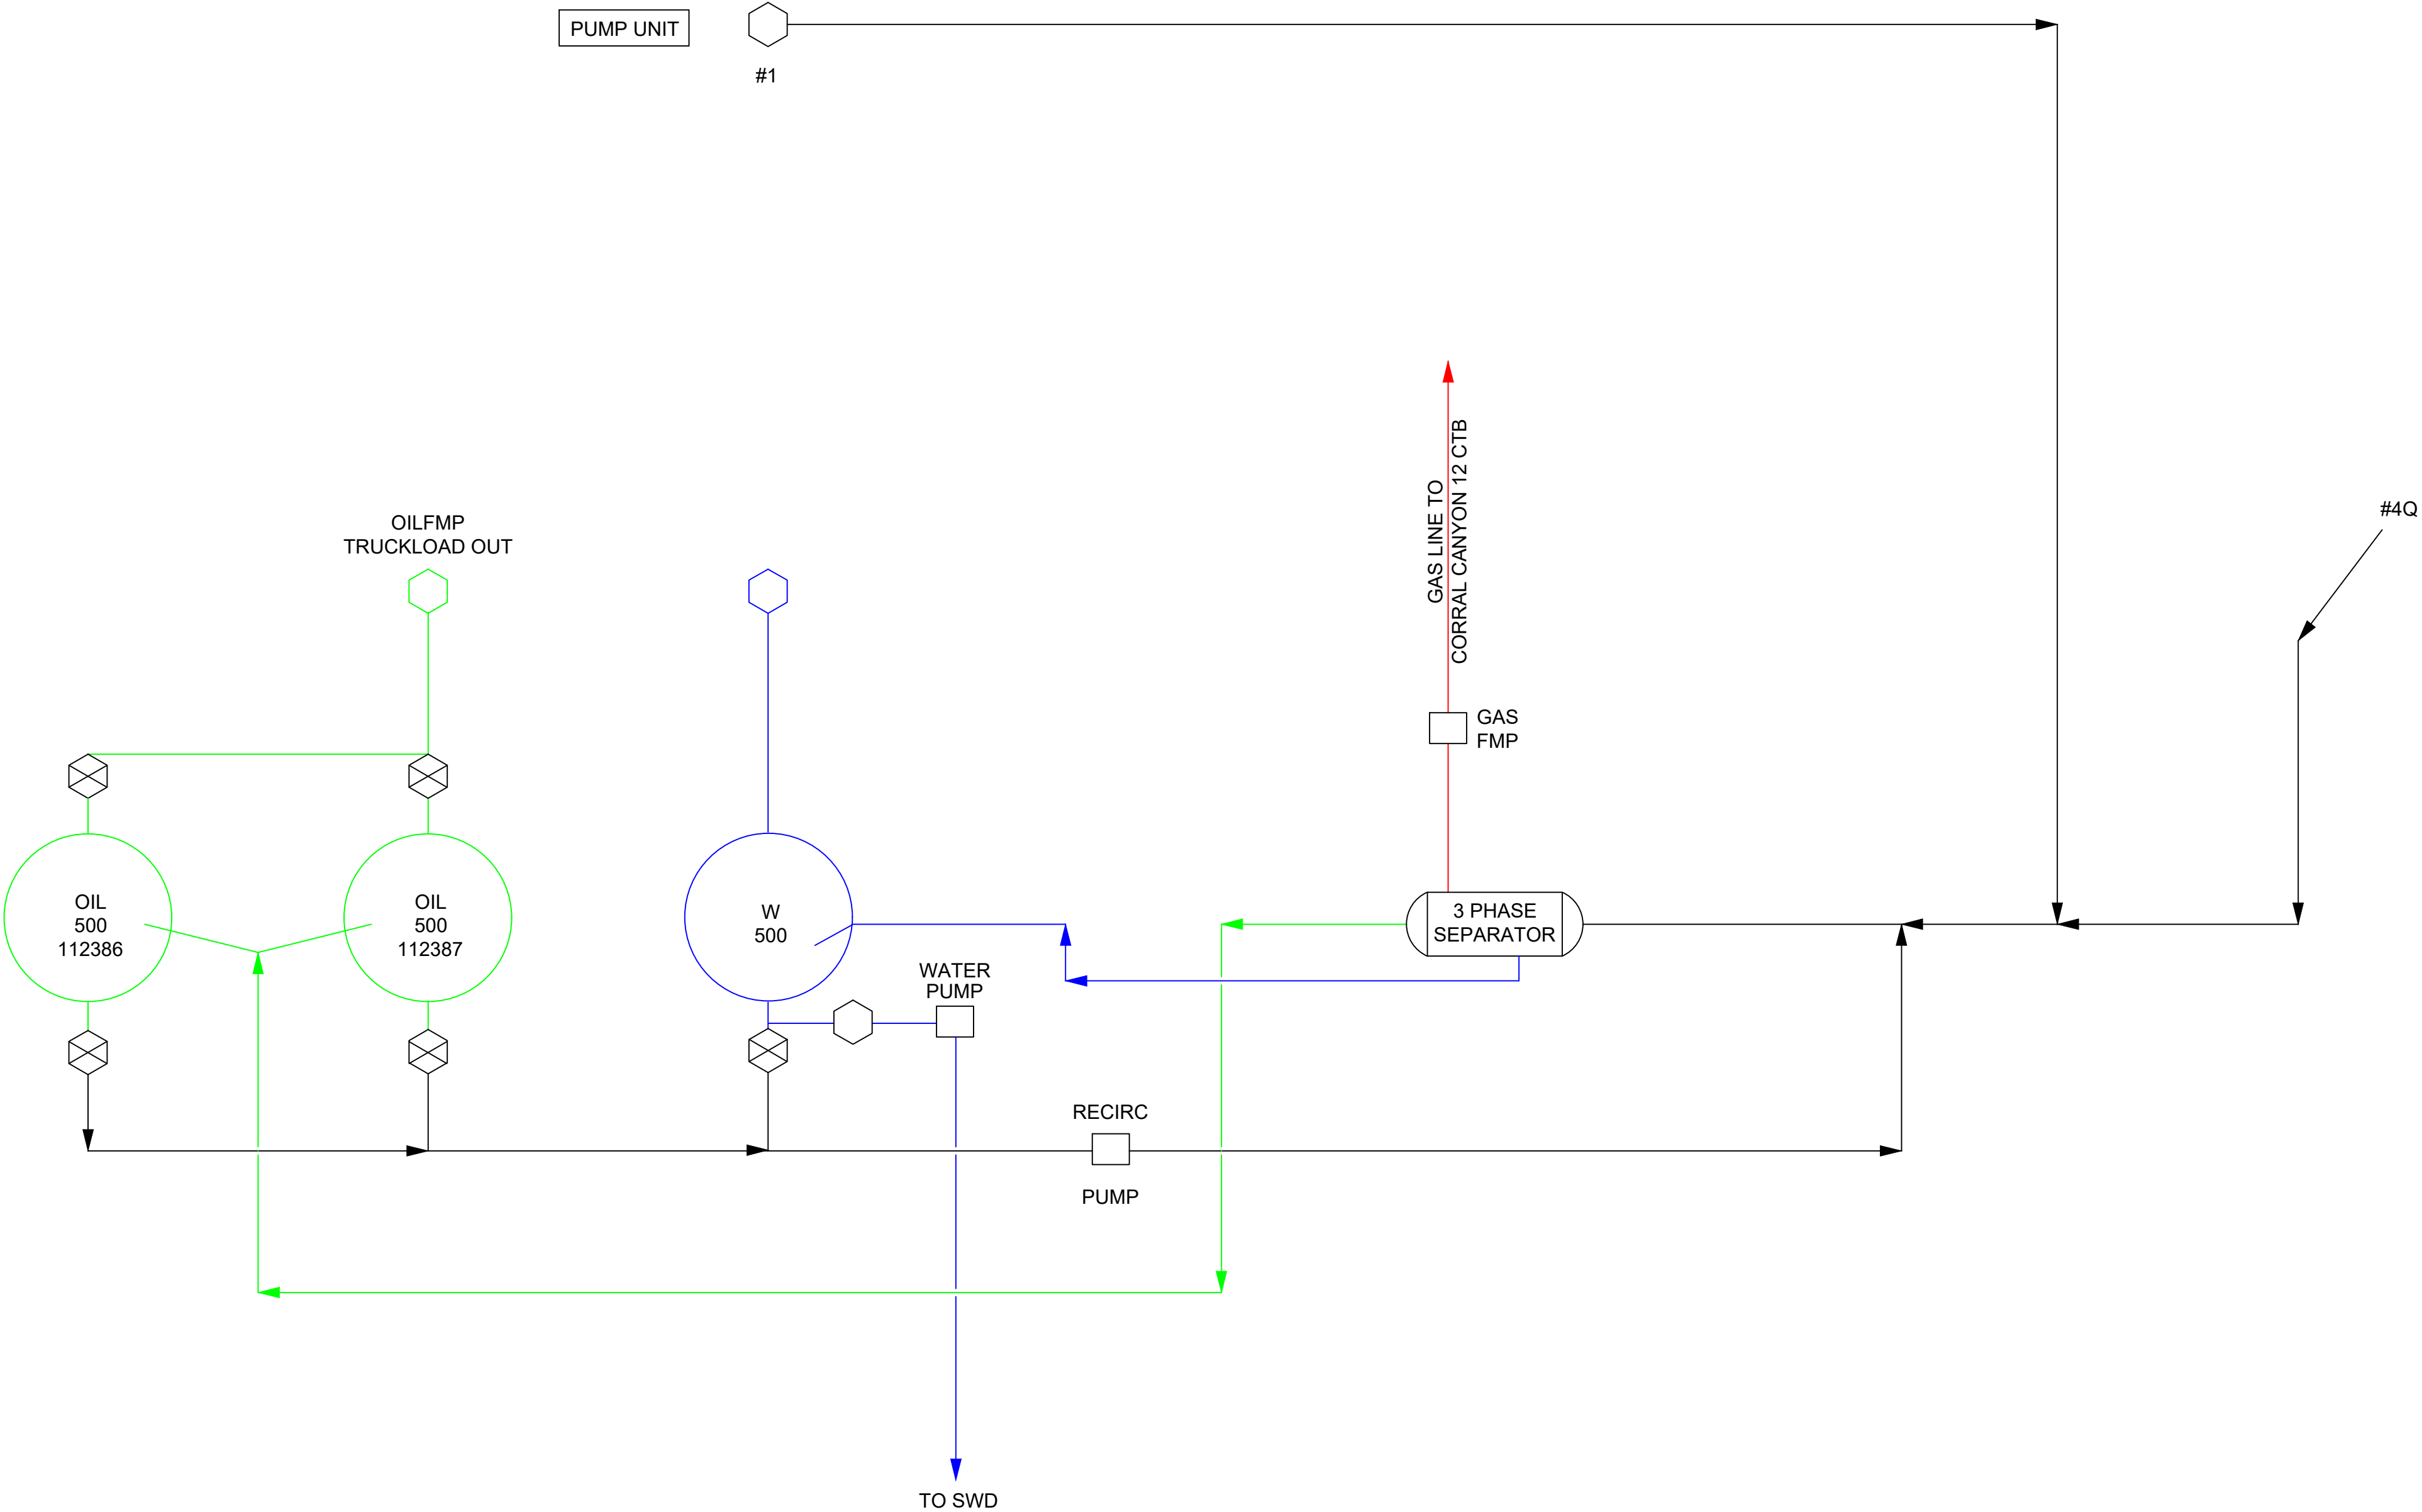 PUMP UNIT
#1
GAS LINE TO
CORRAL CANYON 12 CTB
#4Q
OILFMP
TRUCKLOAD OUT
GAS
FMP
OIL
500
112386
OIL
500
112387
W
500
3 PHASE
SEPARATOR
WATER
PUMP
RECIRC
PUMP
TO SWD